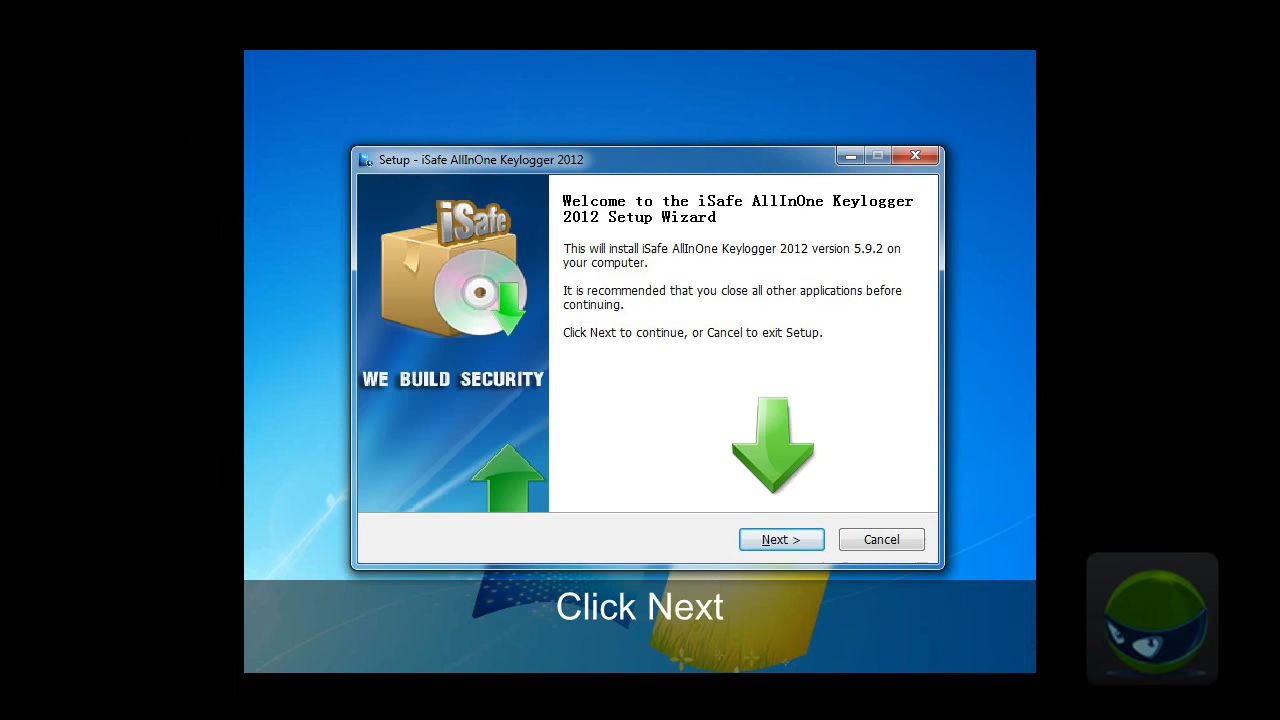 Setup - iSafe AllInOne Keylogger 2012
iSafe
WE BUILD SECURITY
Welcome to the iSafe AllInOne Keylogger
2012 Setup Wizard
This will install iSafe AllInOne Keylogger 2012 version 5.9.2 on
your computer.
It is recommended that you close all other applications before
continuing.
Click Next to continue, or Cancel to exit Setup.
Next >
Cancel
Click Next